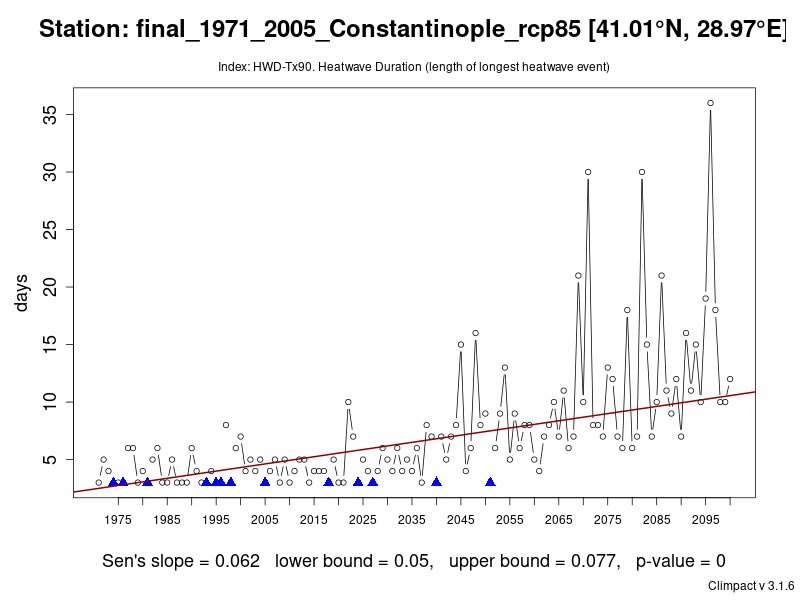 Station: final_1971_2005_Constantinople_rcp85 [41.01°N, 28.97°E]
Index: HWD-Tx90. Heatwave Duration (length of longest heatwave event)
days
35
30
25
20
15
10
5
1975 1985 1995 2005 2015 2025 2035 2045 2055 2065 2075 2085 2095
Sen's slope = 0.062 lower bound = 0.05, upper bound = 0.077, p-value = 0
Climpact v 3.1.6